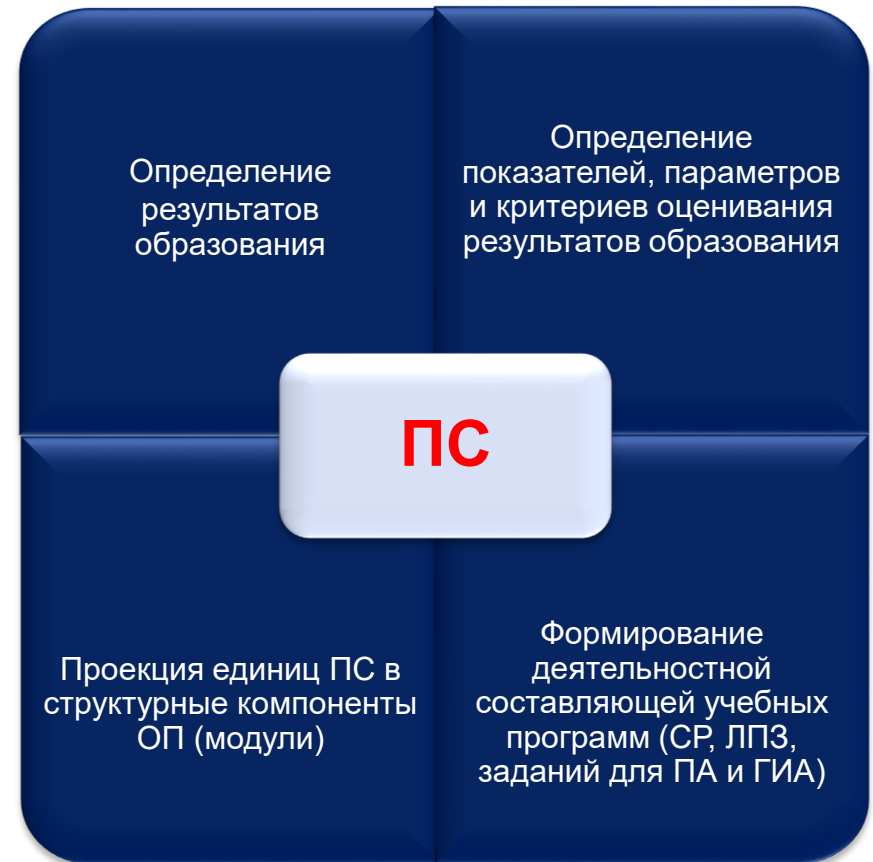 Определение
результатов
образования
Определение
показателей, параметров
и критериев оценивания
результатов образования
ПС
Проекция единиц ПС в
структурные компоненты
ОП (модули)
Формирование
деятельностной
составляющей учебных
программ (СР, ЛПЗ,
заданий для ПА и ГИА)